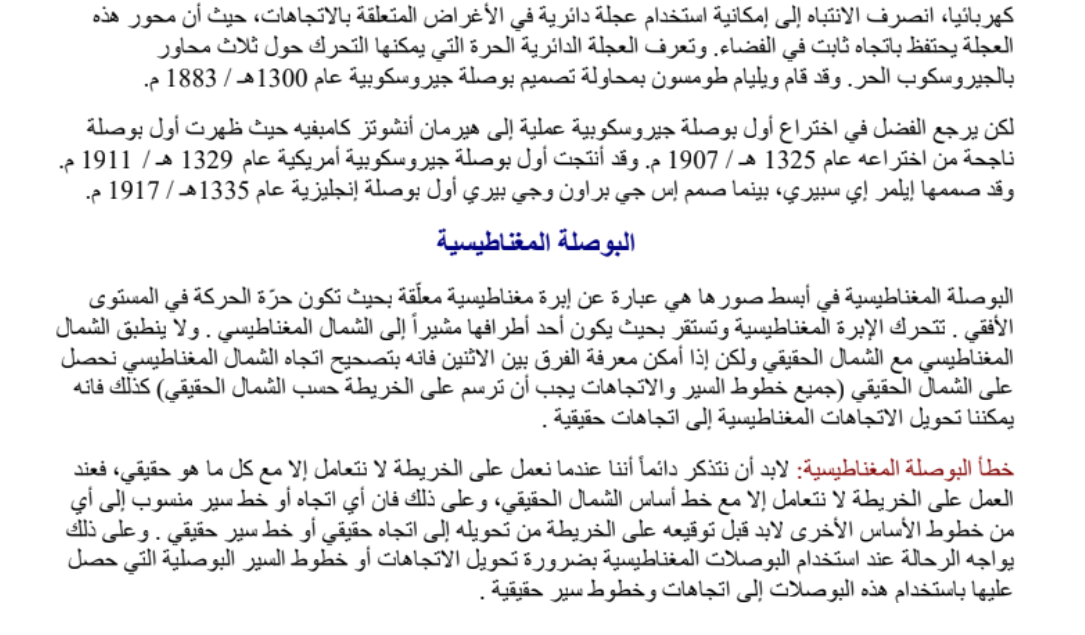 كهربائيا، انصرف الانتباه إلى إمكانية استخدام عجلة دائرية في الأغراض المتعلقة بالاتجاهات، حيث أن محور هذه
العجلة يحتفظ باتجاه ثابت في الفضاء. وتعرف العجلة الدائرية الحرة التي يمكنها التحرك حول ثلاث محاور
بالجيروسكوب الحر. وقد قام ويليام طومسون بمحاولة تصميم بوصلة جيروسكوبية عام 1300هـ / 1883 م.
لكن يرجع الفضل في اختراع أول بوصلة جيروسكوبية عملية إلى هيرمان أنشوتز كامبفيه حيث ظهرت أول بوصلة
ناجحة من اختراعه عام 1325 هـ / 1907 م. وقد أنتجت أول بوصلة جيروسكوبية أمريكية عام 1329 هـ / 1911 م.
وقد صممها إيلمر إي سبيري، بينما صمم إس جي براون وجي بيري أول بوصلة إنجليزية عام 1335هـ / 1917 م.
البوصلة المغناطيسية
البوصلة المغناطيسية في أبسط صورها هي عبارة عن إبرة مغناطيسية معلّقة بحيث تكون حرّة الحركة في المستوى
الأفقي . تتحرك الإبرة المغناطيسية وتستقر بحيث يكون أحد أطرافها مشيراً إلى الشمال المغناطيسي . ولا ينطبق الشمال
المغناطيسي مع الشمال الحقيقي ولكن إذا أمكن معرفة الفرق بين الاثنين فانه بتصحيح اتجاه الشمال المغناطيسي نحصل
على الشمال الحقيقي (جميع خطوط السير والاتجاهات يجب أن ترسم على الخريطة حسب الشمال الحقيقي) كذلك فانه
يمكننا تحويل الاتجاهات المغناطيسية إلى اتجاهات حقيقية .
خطأ البوصلة المغناطيسية: لابد أن نتذكر دائماً أننا عندما نعمل على الخريطة لا نتعامل إلا مع كل ما هو حقيقي، فعند
العمل على الخريطة لا نتعامل إلا مع خط أساس الشمال الحقيقي، وعلى ذلك فان أي اتجاه أو خط سير منسوب إلى أي
من خطوط الأساس الأخرى لابد قبل توقيعه على الخريطة من تحويله إلى اتجاه حقيقي أو خط سير حقيقي . وعلى ذلك
يواجه الرحالة عند استخدام البوصلات المغناطيسية بضرورة تحويل الاتجاهات أو خطوط السير البوصلية التي حصل
عليها باستخدام هذه البوصلات إلى اتجاهات وخطوط سير حقيقية .